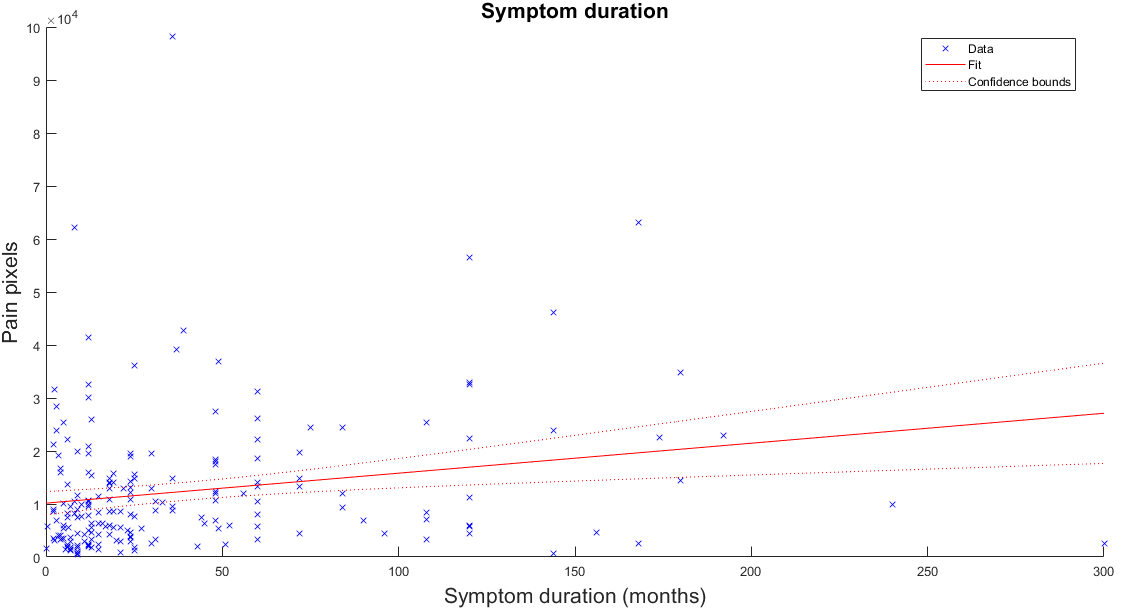 Symptom duration
×10^4
10
9
8
7
6
5
4
3
2
1
0
Pain pixels
Data
Fit
Confidence bounds
0 50 100 150 200 250 300
Symptom duration (months)